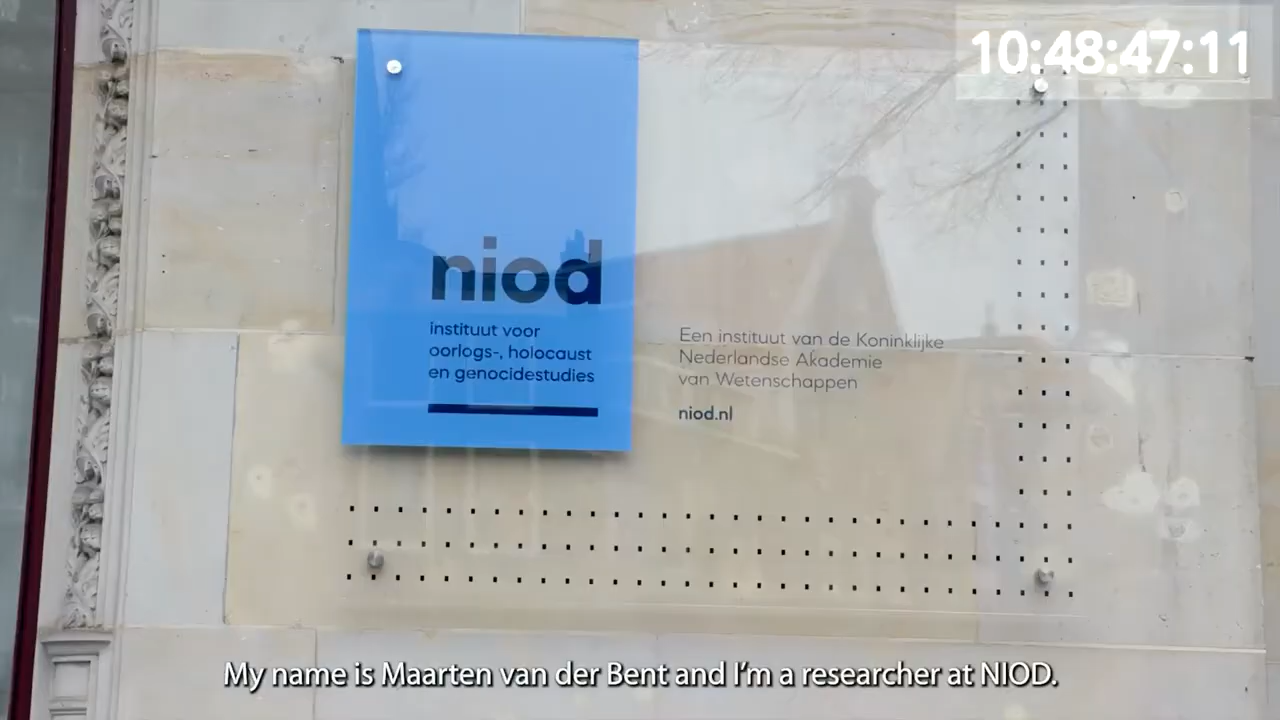 10:48:47:11
niod
instituut voor
oorlogs-, holocaust
en genocidestudies
Een instituut van de Koninklijke
Nederlandse Akademie
van Wetenschappen
niod.nl
My name is Maarten van der Bent and I'm a researcher at NIOD.